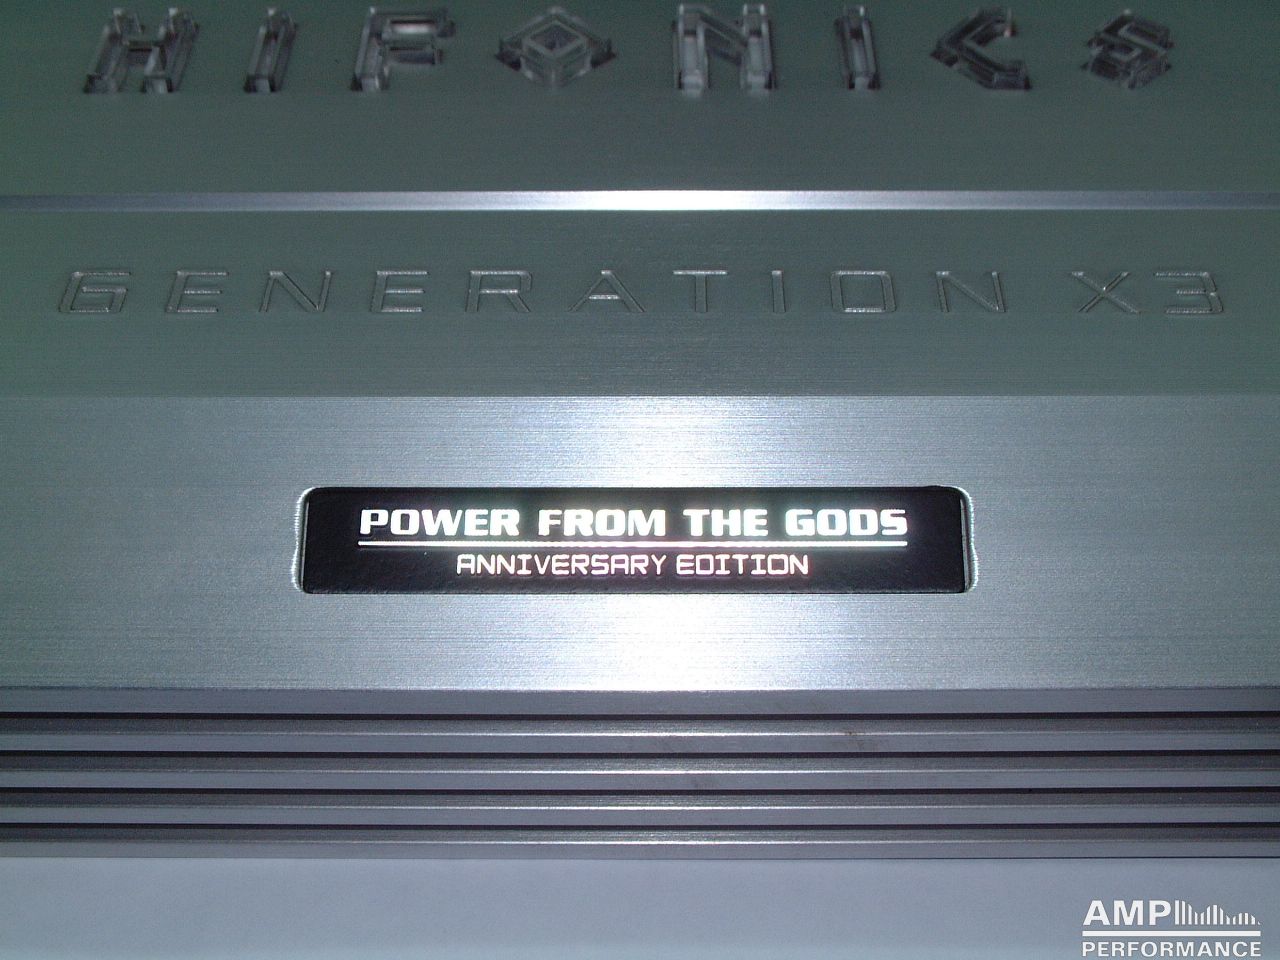 HIFONICS
GENERATION X3
POWER FROM THE GODS
ANNIVERSARY EDITION
AMP
PERFORMANCE